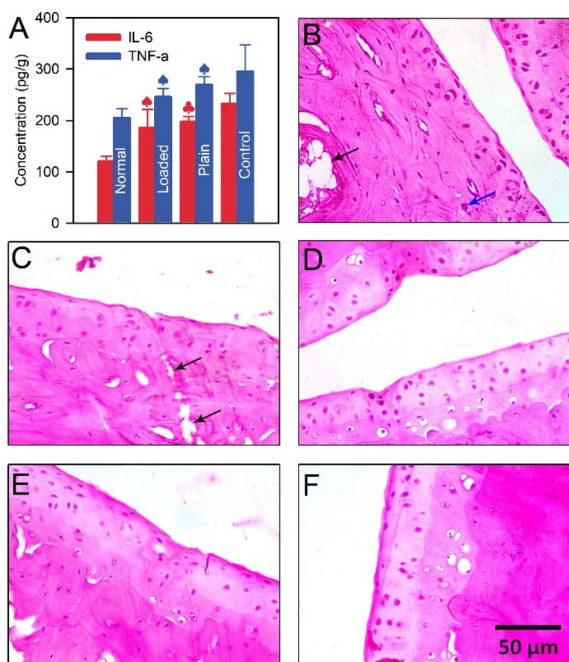 A
400
300
200
100
0
Concentration (pg/g)
IL-6
TNF-a
Normal
Loaded
Plain
Control
B
C
D
E
F
50 µm